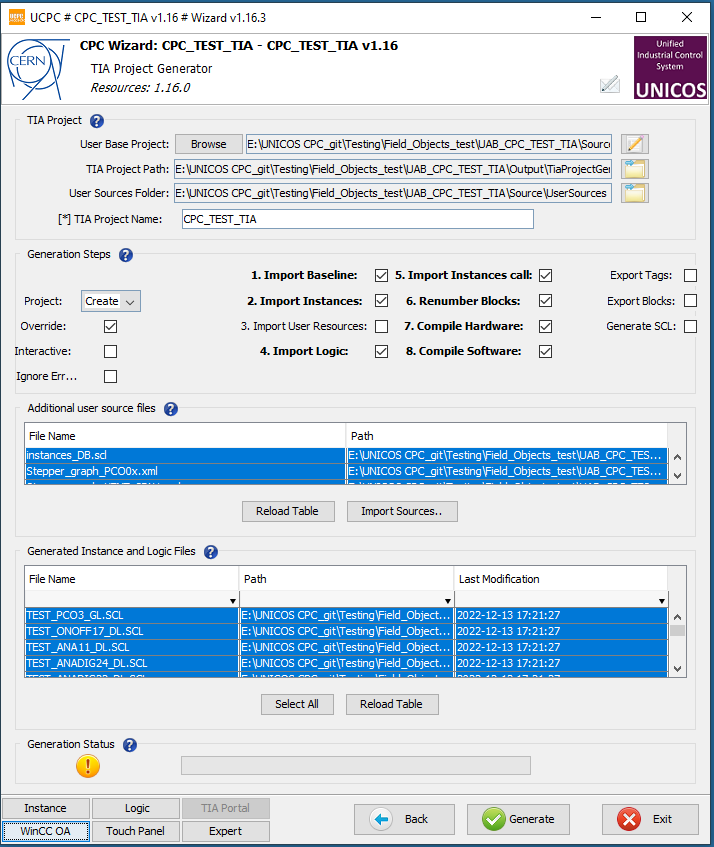 UCPC # CPC_TEST_TIA v1.16 # Wizard v1.16.3
CERN
CPC Wizard: CPC_TEST_TIA - CPC_TEST_TIA v1.16
TIA Project Generator
Resources: 1.16.0
Unified
Industrial Control
System
UNICOS
TIA Project ?
User Base Project: Browse E:\UNICOS CPC_git\Testing\Field_Objects_test\UAB_CPC_TEST_TIA\Sourc
TIA Project Path: E:\UNICOS CPC_git\Testing\Field_Objects_test\UAB_CPC_TEST_TIA\Output\TiaProjectGen
User Sources Folder: E:\UNICOS CPC_git\Testing\Field_Objects_test\UAB_CPC_TEST_TIA\Source\UserSources
[*] TIA Project Name: CPC_TEST_TIA
Generation Steps ?
1. Import Baseline: 5. Import Instances call: Export Tags:
Project: Create 2. Import Instances: 6. Renumber Blocks: Export Blocks:
Override: 3. Import User Resources: 7. Compile Hardware: Generate SCL:
Interactive: 4. Import Logic: 8. Compile Software:
Ignore Err...
Additional user source files ?
File Name Path
instances_DB.scl E:\UNICOS CPC_git\Testing\Field_Objects_test\UAB_CPC_TES...
Stepper_graph_PCO0x.xml E:\UNICOS CPC_git\Testing\Field_Objects_test\UAB_CPC_TES...
Reload Table Import Sources..
Generated Instance and Logic Files ?
File Name Path Last Modification
TEST_PCO3_GL.SCL E:\UNICOS CPC_git\Testing\Field_Object... 2022-12-13 17:21:27
TEST_ONOFF17_DL.SCL E:\UNICOS CPC_git\Testing\Field_Object... 2022-12-13 17:21:27
TEST_ANA11_DL.SCL E:\UNICOS CPC_git\Testing\Field_Object... 2022-12-13 17:21:27
TEST_ANADIG24_DL.SCL E:\UNICOS CPC_git\Testing\Field_Object... 2022-12-13 17:21:27
Select All Reload Table
Generation Status ?
Instance Logic TIA Portal
WinCC OA Touch Panel Expert
Back Generate Exit